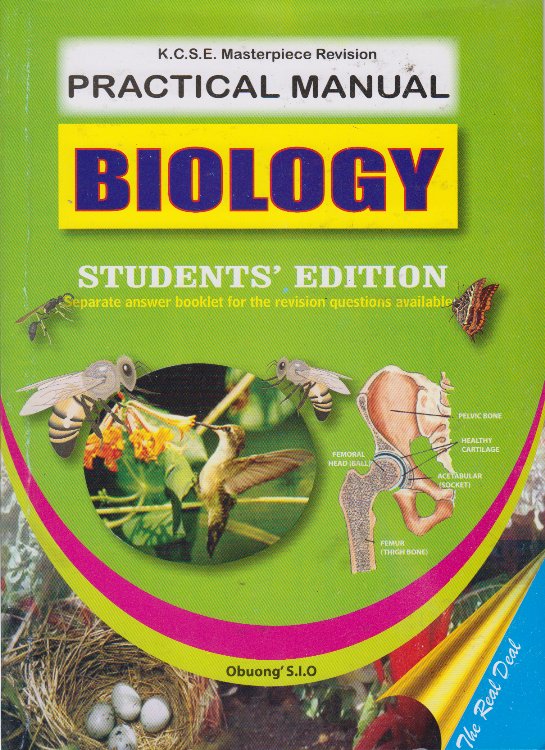 K.C.S.E. Masterpiece Revision
PRACTICAL MANUAL
BIOLOGY
STUDENTS' EDITION
Separate answer booklet for the revision questions available
PELVIC BONE
HEALTHY
CARTILAGE
FEMORAL
HEAD (BALL)
ACETABULAR
(SOCKET)
FEMUR
(THIGH BONE)
Obuong' S.I.O
The Real Deal